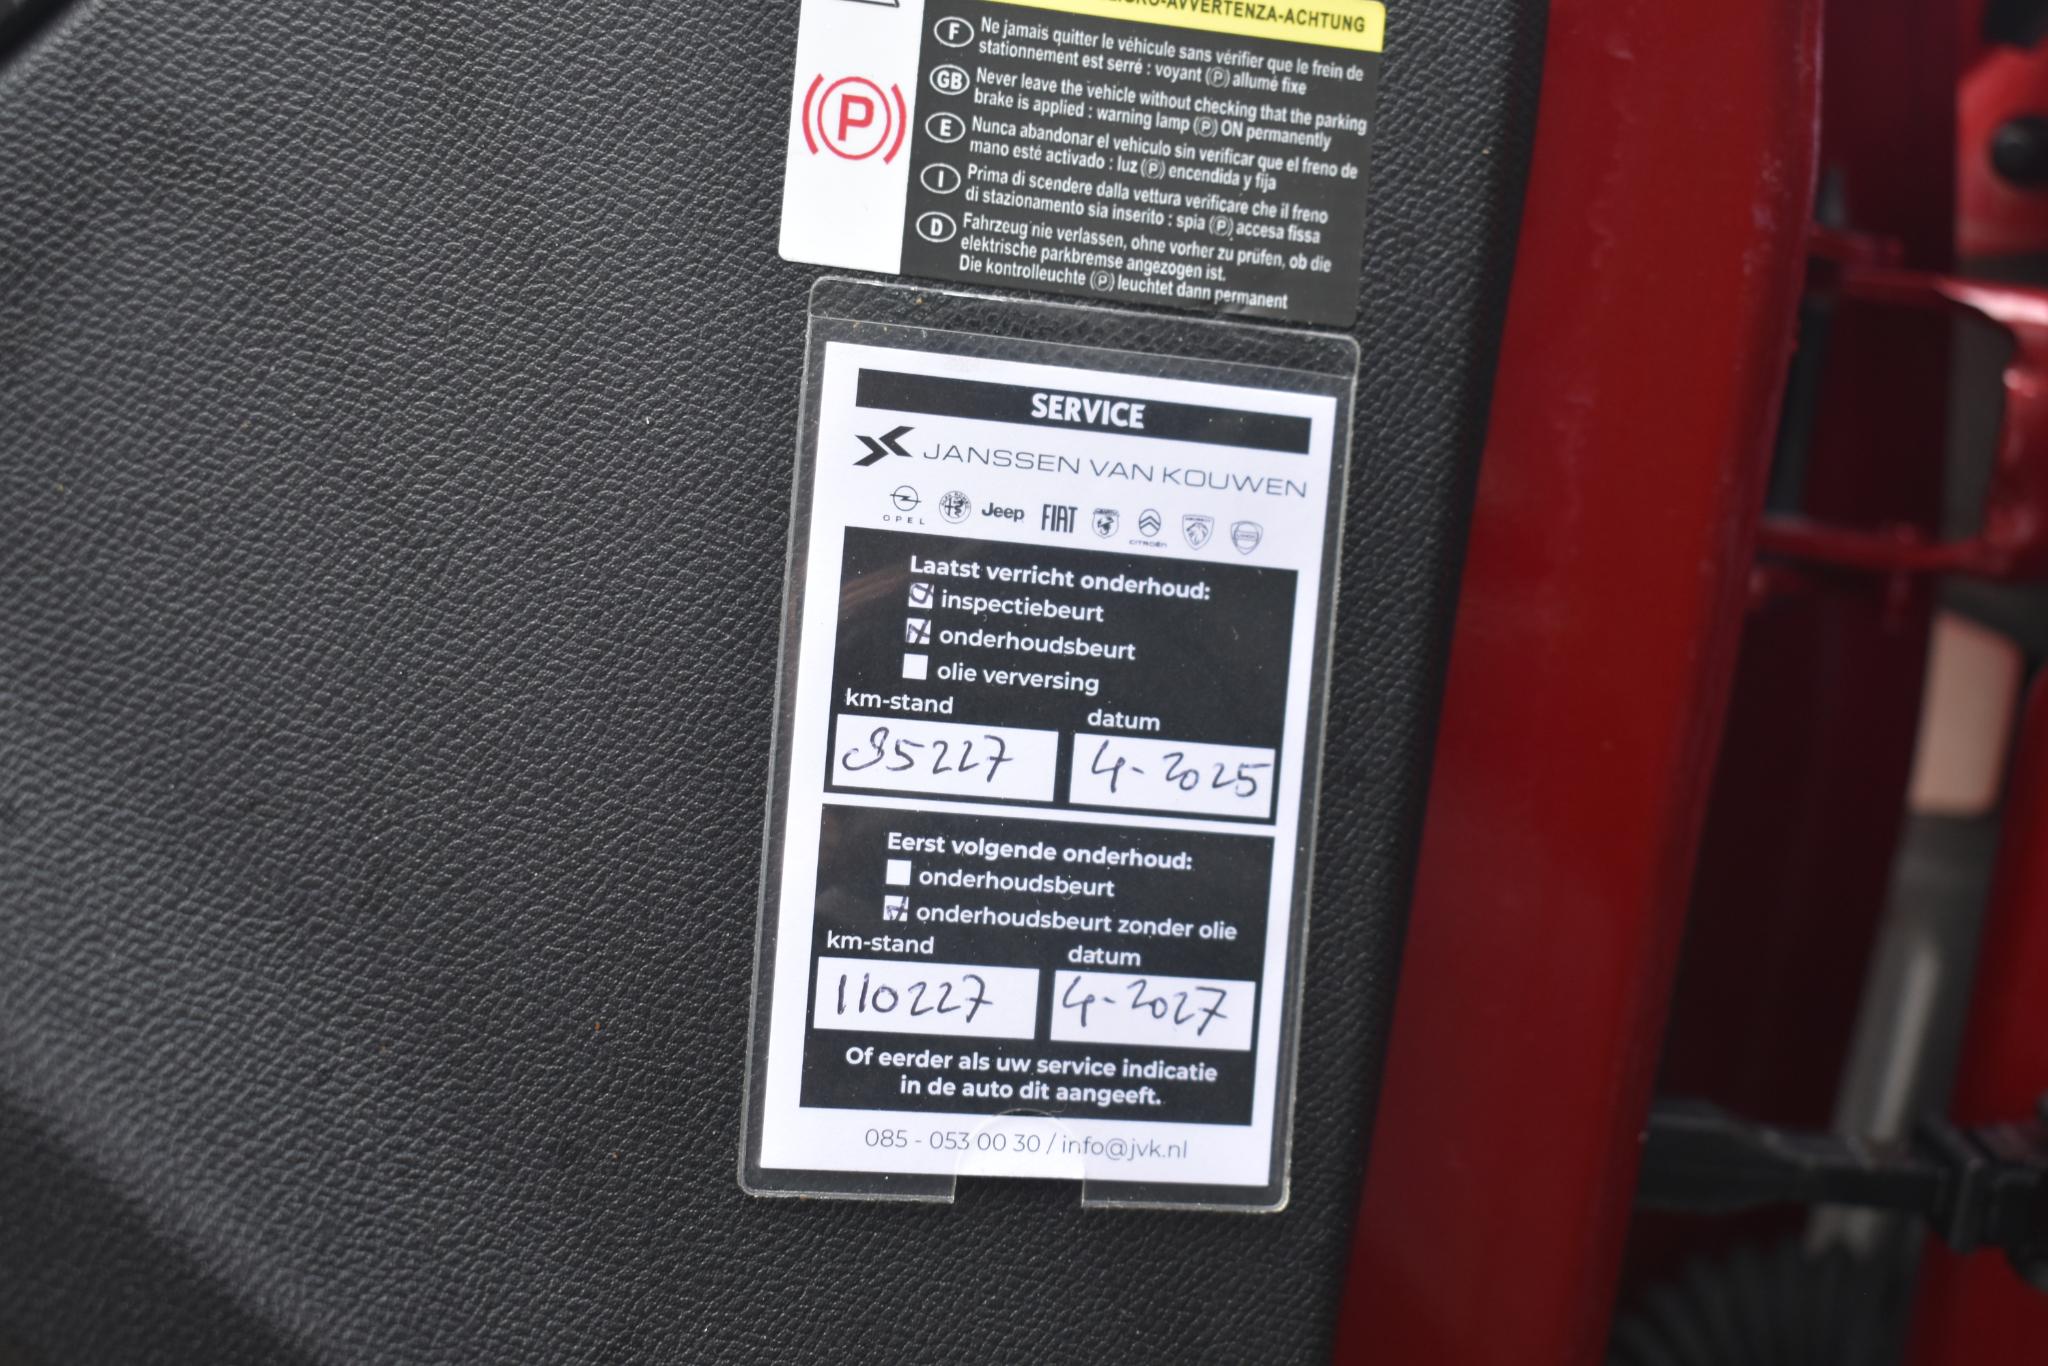 -AVVERTENZA-ACHTUNG
F Ne jamais quitter le véhicule sans vérifier que le frein de
stationnement est serré : voyant (P) allumé fixe
GB Never leave the vehicle without checking that the parking
brake is applied : warning lamp (P) ON permanently
E Nunca abandonar el vehiculo sin verificar que el freno de
mano esté activado : luz (P) encendida y fija
I Prima di scendere dalla vettura verificare che il freno
di stazionamento sia inserito : spia (P) accesa fissa
D Fahrzeug nie verlassen, ohne vorher zu prüfen, ob die
elektrische parkbremse angezogen ist.
Die kontrolleuchte (P) leuchtet dann permanent
(P)
SERVICE
JANSSEN VAN KOUWEN
OPEL Jeep FIAT CITROËN
Laatst verricht onderhoud:
inspectiebeurt
onderhoudsbeurt
olie verversing
km-stand datum
85227 4-2025
Eerst volgende onderhoud:
onderhoudsbeurt
onderhoudsbeurt zonder olie
km-stand datum
110227 4-2027
Of eerder als uw service indicatie
in de auto dit aangeeft.
085 - 053 00 30 / info@jvk.nl